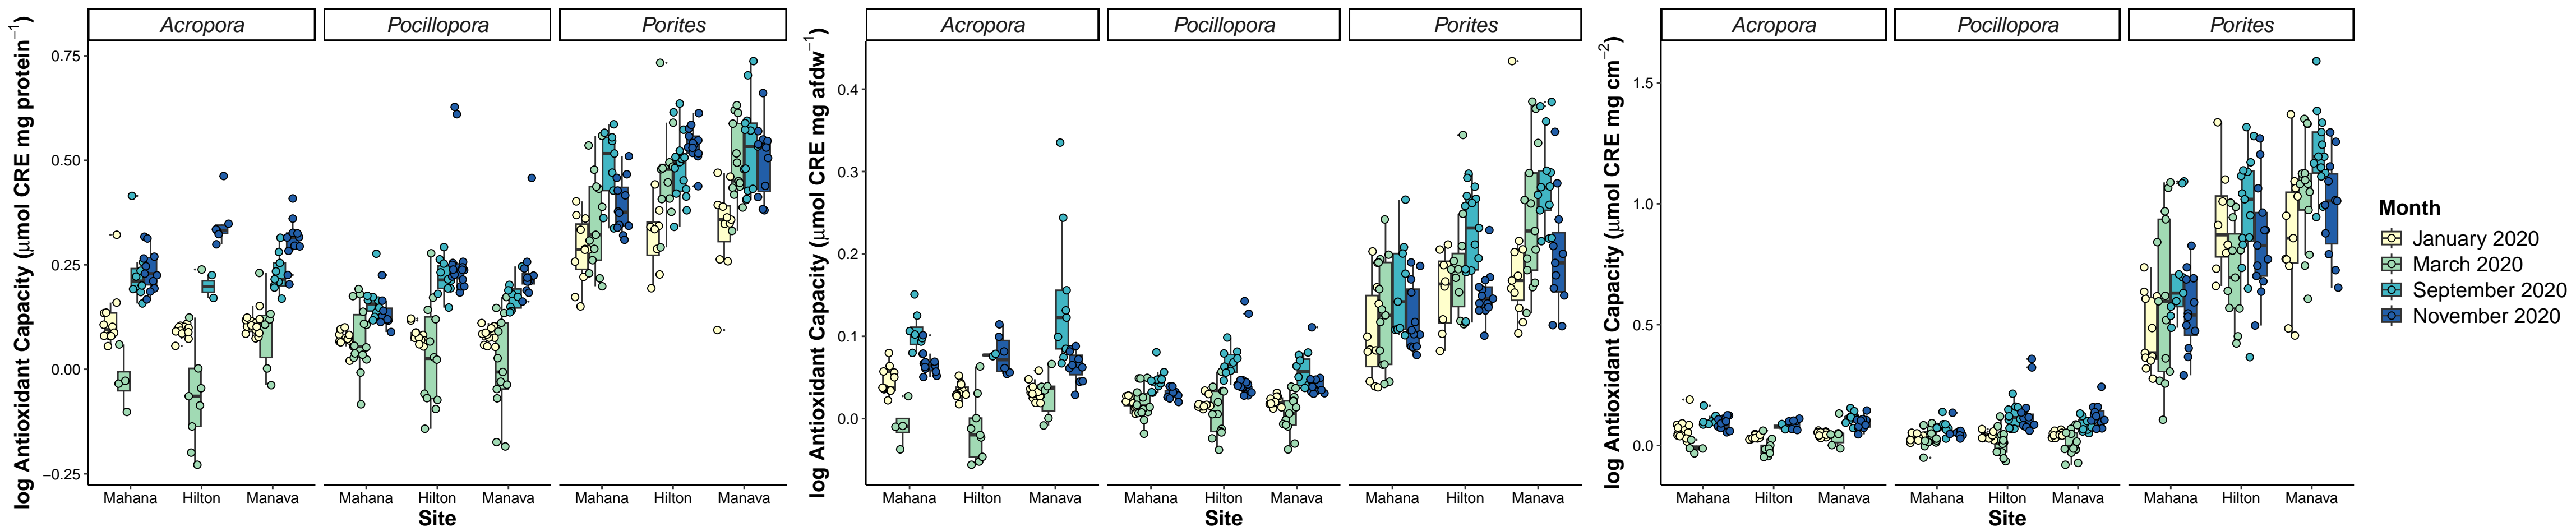 log Antioxidant Capacity (μmol CRE mg protein⁻¹)
Acropora Pocillopora Porites
0.75
0.50
0.25
0.00
−0.25
Mahana Hilton Manava Mahana Hilton Manava Mahana Hilton Manava
Site
log Antioxidant Capacity (μmol CRE mg afdw⁻¹)
Acropora Pocillopora Porites
0.4
0.3
0.2
0.1
0.0
Mahana Hilton Manava Mahana Hilton Manava Mahana Hilton Manava
Site
log Antioxidant Capacity (μmol CRE mg cm⁻²)
Acropora Pocillopora Porites
1.5
1.0
0.5
0.0
Mahana Hilton Manava Mahana Hilton Manava Mahana Hilton Manava
Site
Month
January 2020
March 2020
September 2020
November 2020